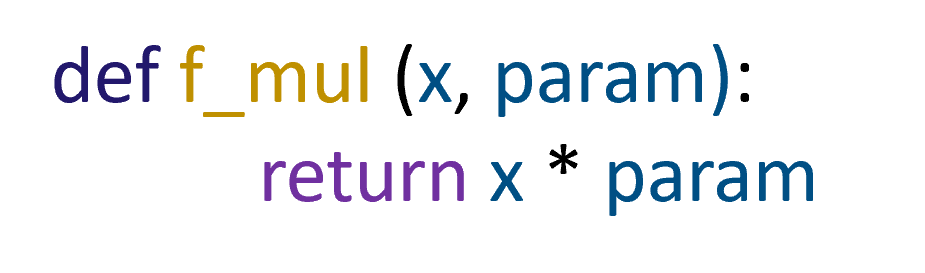 def f_mul (x, param):
return x * param